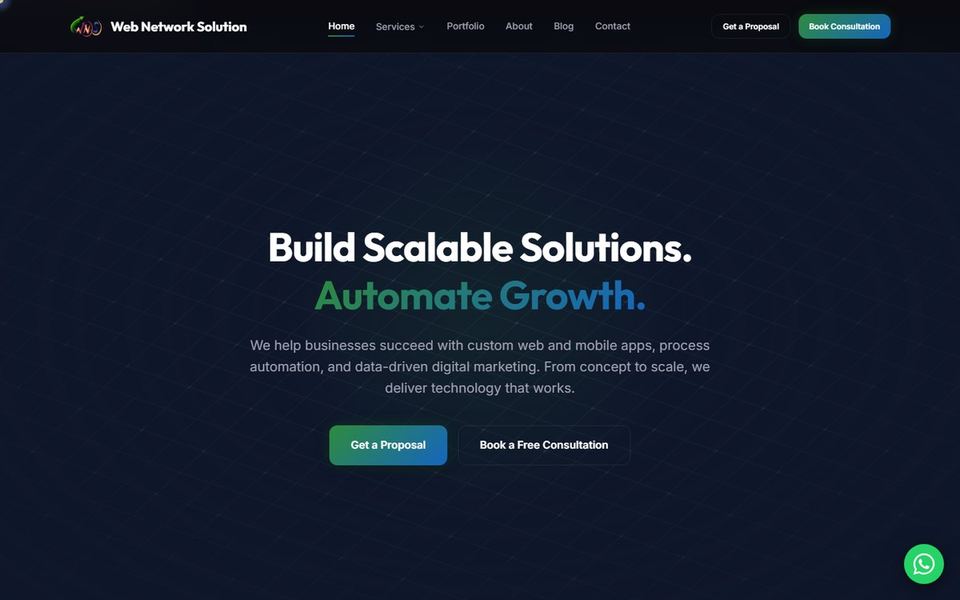 Web Network Solution
Home
Services
Portfolio
About
Blog
Contact
Get a Proposal
Book Consultation
Build Scalable Solutions.
Automate Growth.
We help businesses succeed with custom web and mobile apps, process
automation, and data-driven digital marketing. From concept to scale, we
deliver technology that works.
Get a Proposal
Book a Free Consultation